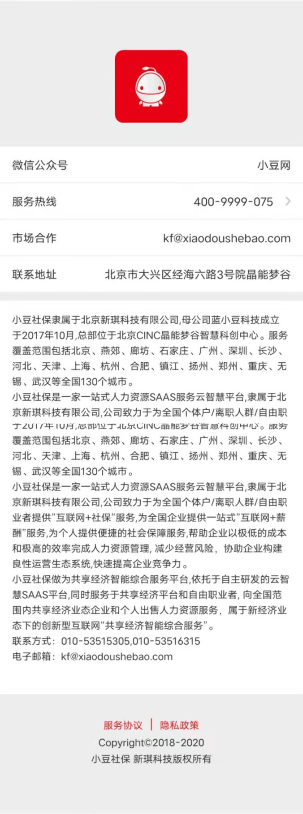 微信公众号 小豆网
服务热线 400-9999-075
市场合作 kf@xiaodoushebao.com
联系地址 北京市大兴区经海六路3号院晶能梦谷
小豆社保隶属于北京新琪科技有限公司,母公司蓝小豆科技成立
于2017年10月,总部位于北京CINC晶能梦谷智慧科创中心。服务
覆盖范围包括北京、燕郊、廊坊、石家庄、广州、深圳、长沙、
河北、天津、上海、杭州、合肥、镇江、扬州、郑州、重庆、无
锡、武汉等全国130个城市。
小豆社保是一家一站式人力资源SAAS服务云智慧平台,隶属于北
京新琪科技有限公司,公司致力于为全国个体户/离职人群/自由职
于2017年10月,总部位于北京CINC晶能梦谷智慧科创中心。服务
覆盖范围包括北京、燕郊、廊坊、石家庄、广州、深圳、长沙、
河北、天津、上海、杭州、合肥、镇江、扬州、郑州、重庆、无
锡、武汉等全国130个城市。
小豆社保是一家一站式人力资源SAAS服务云智慧平台,隶属于北
京新琪科技有限公司,公司致力于为全国个体户/离职人群/自由职
业者提供"互联网+社保"服务,为全国企业提供一站式"互联网+薪
酬"服务,为个人提供便捷的社会保障服务,帮助企业以极低的成本
和极高的效率完成人力资源管理, 减少经营风险, 协助企业构建
良性运营生态系统,快速提高企业竞争力。
小豆社保做为共享经济智能综合服务平台,依托于自主研发的云智
慧SAAS平台,同时服务于共享经济平台和自由职业者, 向全国范
围内共享经济业态企业和个人出售人力资源服务, 属于新经济业
态下的创新型互联网"共享经济智能综合服务"。
联系方式: 010-53515305,010-53516315
电子邮箱: kf@xiaodoushebao.com
服务协议 | 隐私政策
Copyright©2018-2020
小豆社保 新琪科技版权所有